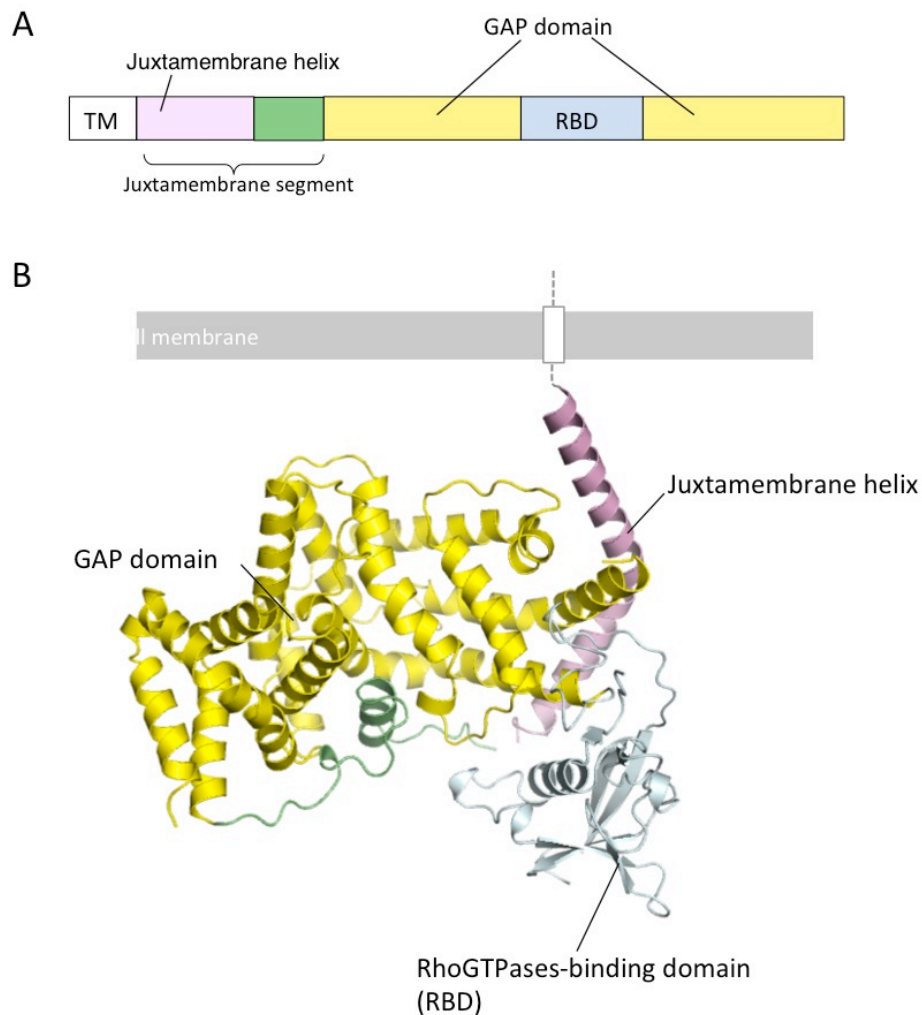 A
GAP domain
Juxtamembrane helix
TM
RBD
Juxtamembrane segment
B
ll membrane
Juxtamembrane helix
GAP domain
RhoGTPases-binding domain
(RBD)